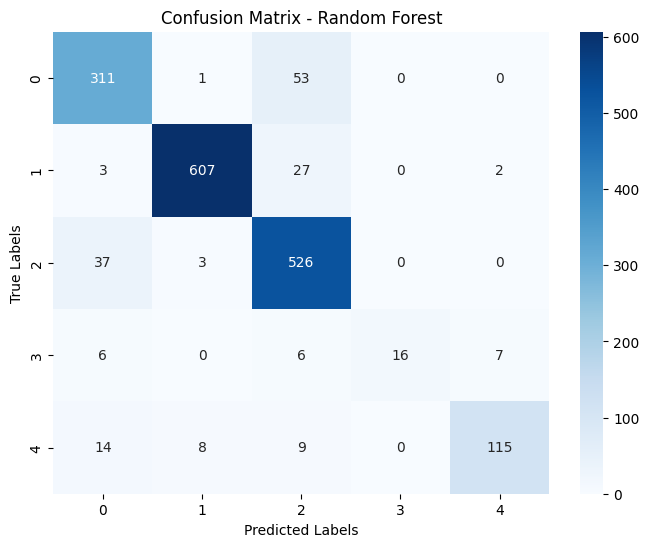 Confusion Matrix - Random Forest
True Labels
0 311 1 53 0 0
1 3 607 27 0 2
2 37 3 526 0 0
3 6 0 6 16 7
4 14 8 9 0 115
0 1 2 3 4
Predicted Labels
600
500
400
300
200
100
0